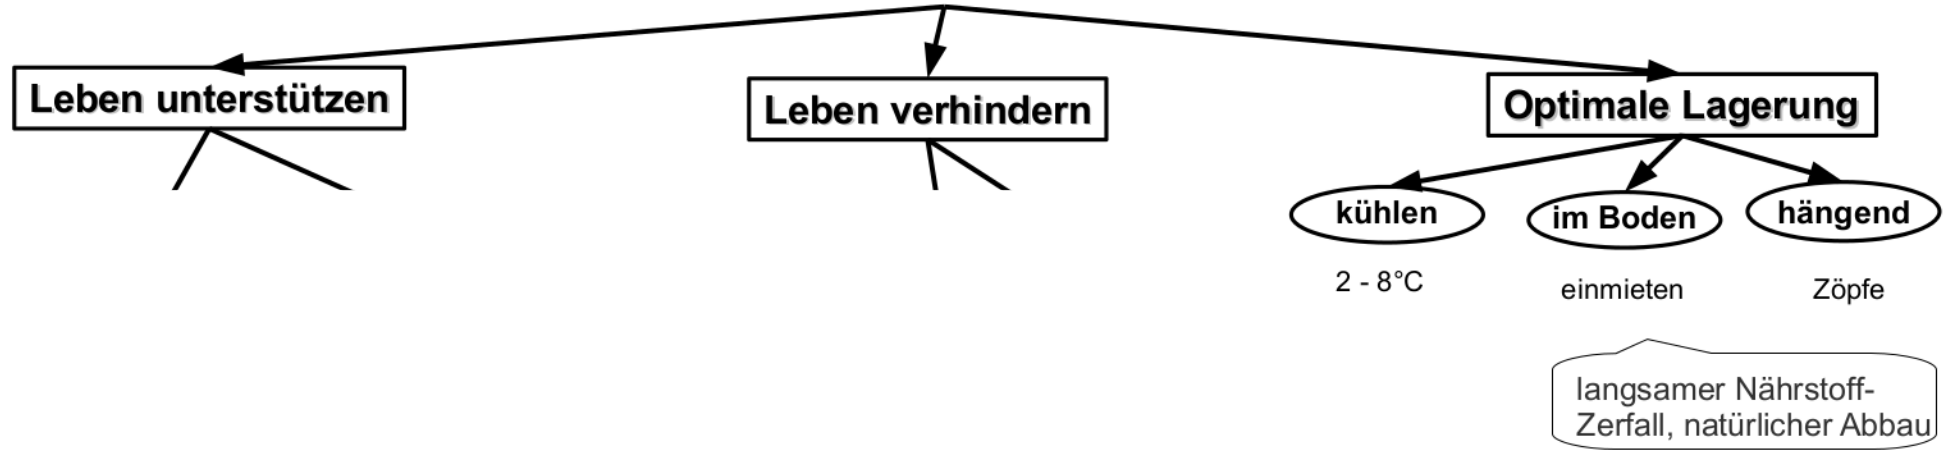 Leben unterstützen
Leben verhindern
Optimale Lagerung
kühlen
im Boden
hängend
2 - 8°C
einmieten
Zöpfe
langsamer Nährstoff-
Zerfall, natürlicher Abbau